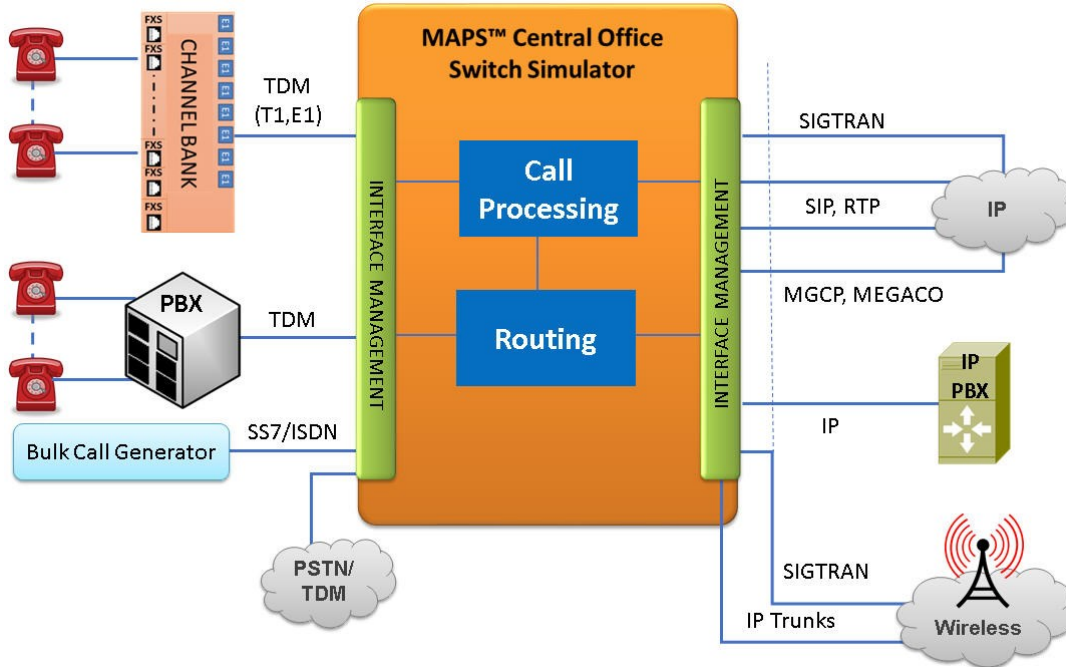 MAPS™ Central Office
Switch Simulator
FXS
FXS
FXS
FXS
FXS
CHANNELBANK
E1
E1
E1
E1
E1
E1
E1
E1
TDM
(T1,E1)
PBX
TDM
Bulk Call Generator
SS7/ISDN
PSTN/
TDM
INTERFACE MANAGEMENT
Call
Processing
Routing
INTERFACE MANAGEMENT
SIGTRAN
SIP, RTP
IP
MGCP, MEGACO
IP
PBX
IP
SIGTRAN
IP Trunks
Wireless